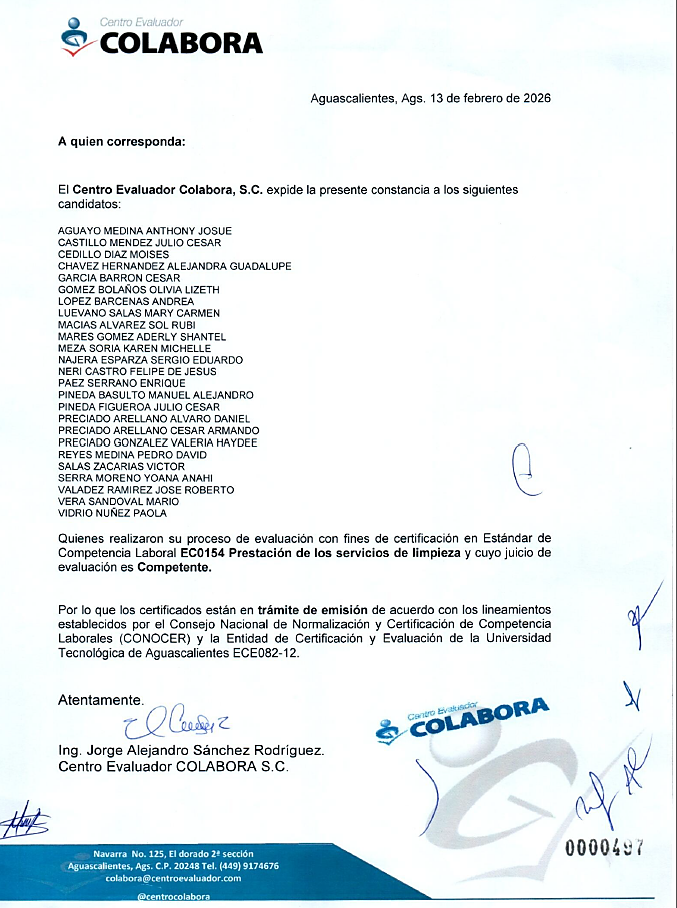 Centro Evaluador
COLABORA
Aguascalientes, Ags. 13 de febrero de 2026
A quien corresponda:
El Centro Evaluador Colabora, S.C. expide la presente constancia a los siguientes
candidatos:
AGUAYO MEDINA ANTHONY JOSUE
CASTILLO MENDEZ JULIO CESAR
CEDILLO DIAZ MOISES
CHAVEZ HERNANDEZ ALEJANDRA GUADALUPE
GARCIA BARRON CESAR
GOMEZ BOLAÑOS OLIVIA LIZETH
LOPEZ BARCENAS ANDREA
LUEVANO SALAS MARY CARMEN
MACIAS ALVAREZ SOL RUBI
MARES GOMEZ ADERLY SHANTEL
MEZA SORIA KAREN MICHELLE
NAJERA ESPARZA SERGIO EDUARDO
NERI CASTRO FELIPE DE JESUS
PAEZ SERRANO ENRIQUE
PINEDA BASULTO MANUEL ALEJANDRO
PINEDA FIGUEROA JULIO CESAR
PRECIADO ARELLANO ALVARO DANIEL
PRECIADO ARELLANO CESAR ARMANDO
PRECIADO GONZALEZ VALERIA HAYDEE
REYES MEDINA PEDRO DAVID
SALAS ZACARIAS VICTOR
SERRA MORENO YOANA ANAHI
VALADEZ RAMIREZ JOSE ROBERTO
VERA SANDOVAL MARIO
VIDRIO NUÑEZ PAOLA
Quienes realizaron su proceso de evaluación con fines de certificación en Estándar de
Competencia Laboral EC0154 Prestación de los servicios de limpieza y cuyo juicio de
evaluación es Competente.
Por lo que los certificados están en trámite de emisión de acuerdo con los lineamientos
establecidos por el Consejo Nacional de Normalización y Certificación de Competencia
Laborales (CONOCER) y la Entidad de Certificación y Evaluación de la Universidad
Tecnológica de Aguascalientes ECE082-12.
Atentamente.
Centro Evaluador
COLABORA
Ing. Jorge Alejandro Sánchez Rodríguez.
Centro Evaluador COLABORA S.C.
0000497
Navarra No. 125, El dorado 2ª sección
Aguascalientes, Ags. C.P. 20248 Tel. (449) 9174676
colabora@centroevaluador.com
@centrocolabora